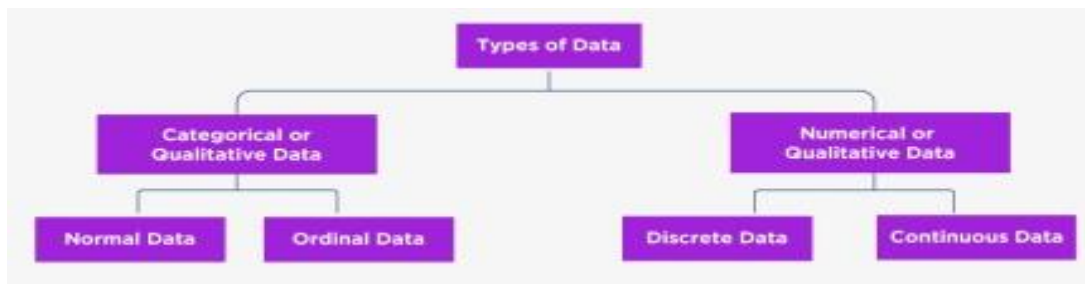 Types of Data
Categorical or
Qualitative Data
Numerical or
Qualitative Data
Normal Data
Ordinal Data
Discrete Data
Continuous Data